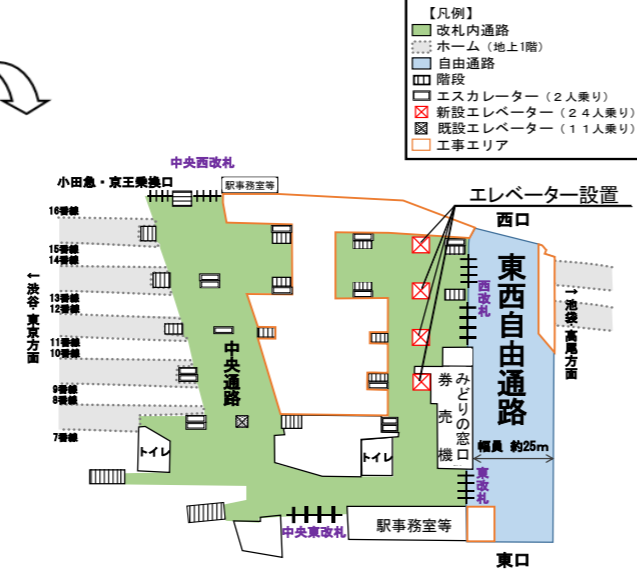 【凡例】
改札内通路
ホーム（地上1階）
自由通路
階段
エスカレーター（２人乗り）
新設エレベーター（２４人乗り）
既設エレベーター（１１人乗り）
工事エリア
中央西改札
小田急・京王乗換口
駅事務室等
エレベーター設置
西口
16番線
15番線
14番線
13番線
12番線
11番線
10番線
9番線
8番線
7番線
←渋谷・東京方面
中央通路
西改札
東西自由通路
→池袋・高尾方面
みどりの窓口
券売機
幅員 約25m
トイレ
トイレ
東改札
中央東改札
駅事務室等
東口